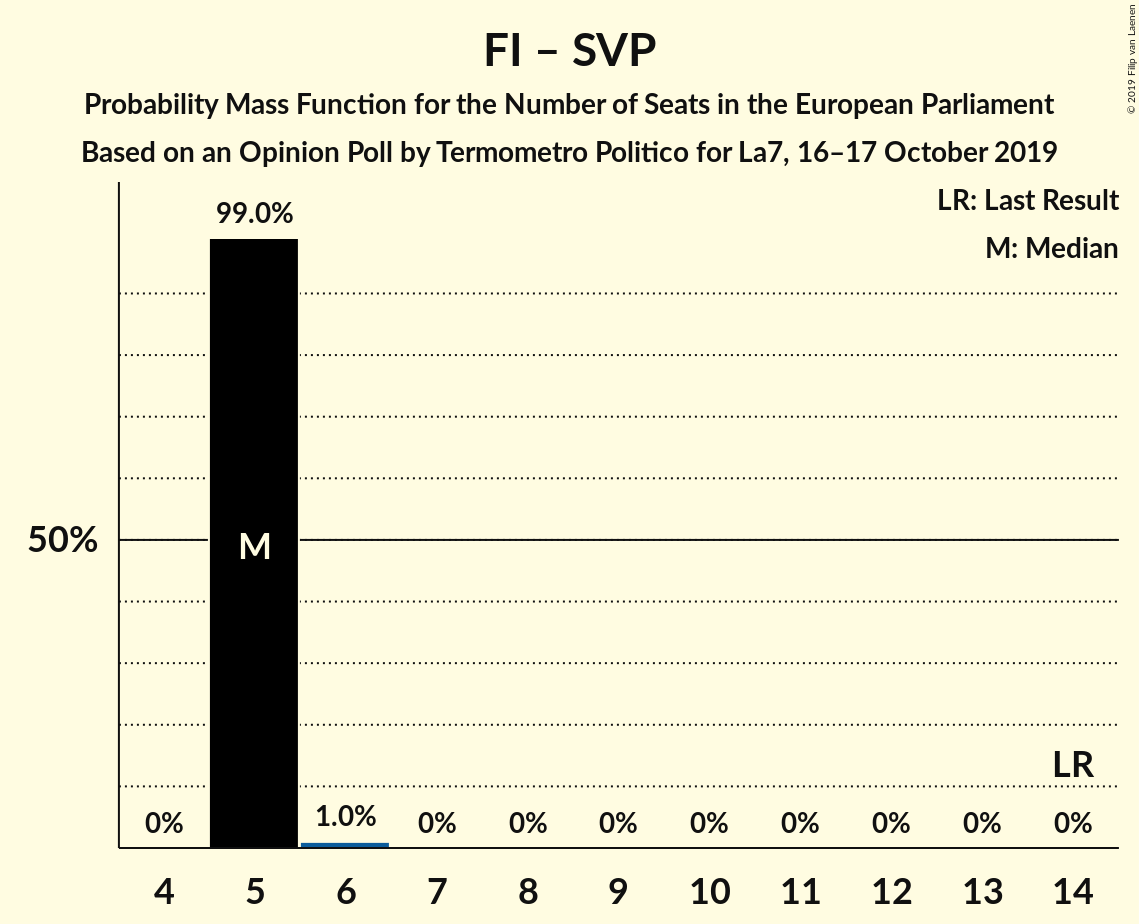 FI – SVP
Probability Mass Function for the Number of Seats in the European Parliament
Based on an Opinion Poll by Termometro Politico for La7, 16–17 October 2019
© 2019 Filip van Laenen
LR: Last Result
M: Median
99.0%
50%
M
LR
0% 1.0% 0% 0% 0% 0% 0% 0% 0% 0%
4 5 6 7 8 9 10 11 12 13 14